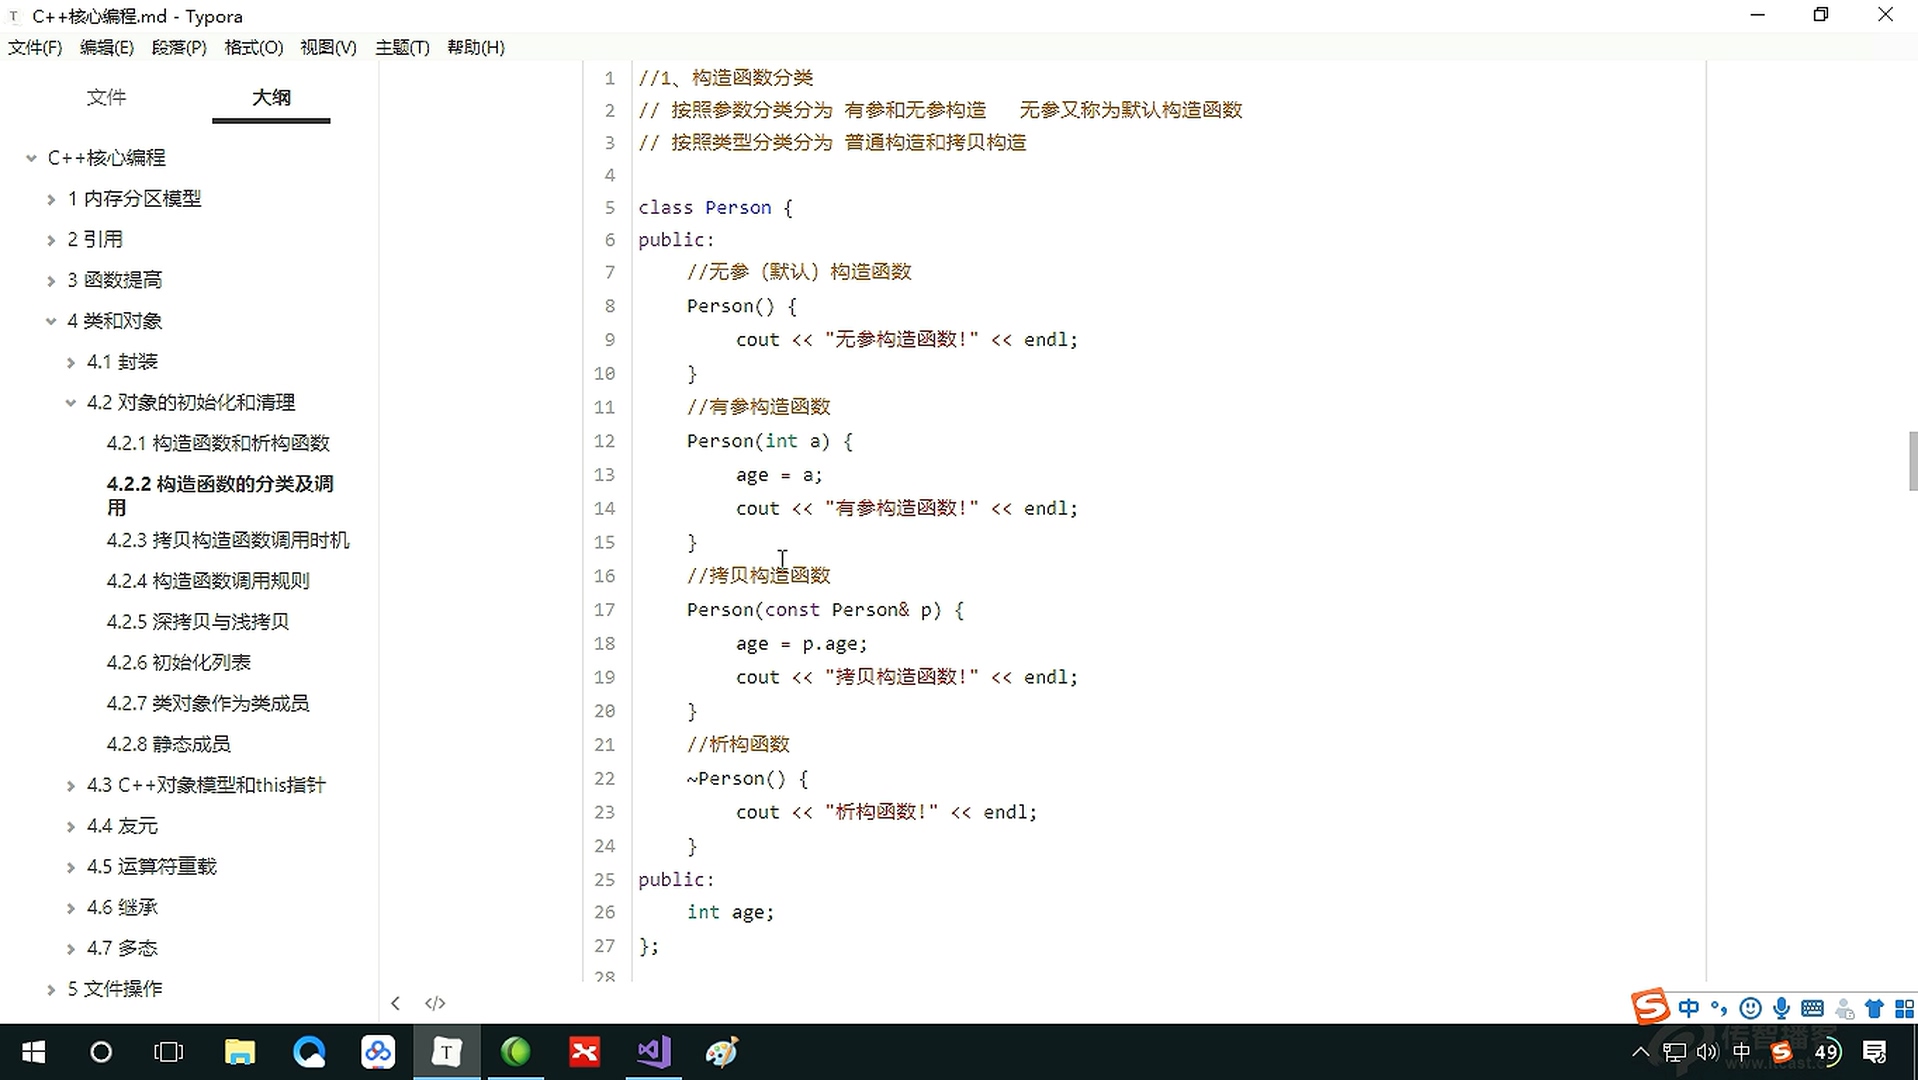 C++核心编程.md - Typora
文件(F) 编辑(E) 段落(P) 格式(O) 视图(V) 主题(T) 帮助(H)
文件 大纲
C++核心编程
1 内存分区模型
2 引用
3 函数提高
4 类和对象
4.1 封装
4.2 对象的初始化和清理
4.2.1 构造函数和析构函数
4.2.2 构造函数的分类及调
用
4.2.3 拷贝构造函数调用时机
4.2.4 构造函数调用规则
4.2.5 深拷贝与浅拷贝
4.2.6 初始化列表
4.2.7 类对象作为类成员
4.2.8 静态成员
4.3 C++对象模型和this指针
4.4 友元
4.5 运算符重载
4.6 继承
4.7 多态
5 文件操作
1 //1、构造函数分类
2 // 按照参数分类分为 有参和无参构造   无参又称为默认构造函数
3 // 按照类型分类分为 普通构造和拷贝构造
4
5 class Person {
6 public:
7     //无参（默认）构造函数
8     Person() {
9         cout << "无参构造函数!" << endl;
10     }
11     //有参构造函数
12     Person(int a) {
13         age = a;
14         cout << "有参构造函数!" << endl;
15     }
16     //拷贝构造函数
17     Person(const Person& p) {
18         age = p.age;
19         cout << "拷贝构造函数!" << endl;
20     }
21     //析构函数
22     ~Person() {
23         cout << "析构函数!" << endl;
24     }
25 public:
26     int age;
27 };
28
中
传智播客
中 49
www.itcast.c